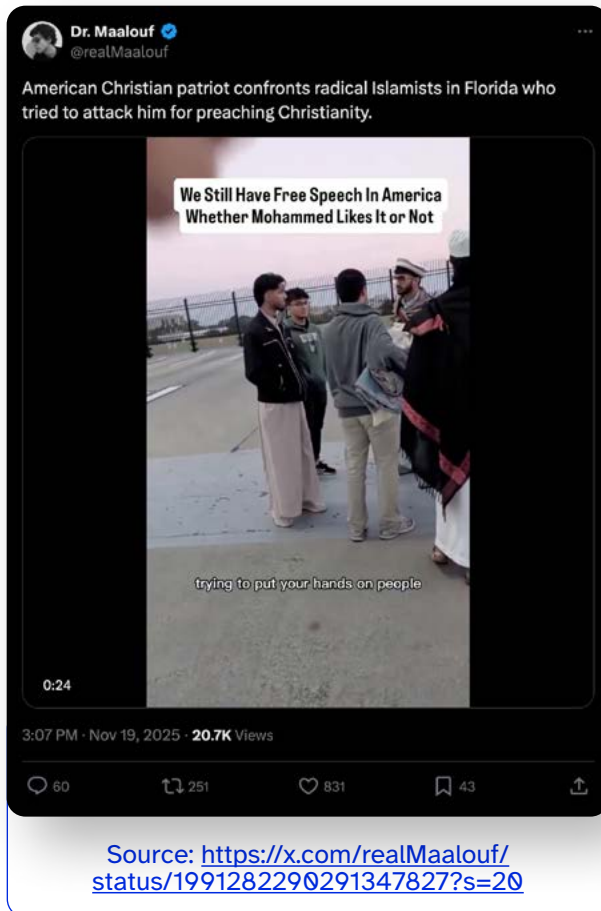 Dr. Maalouf
@realMaalouf
American Christian patriot confronts radical Islamists in Florida who
tried to attack him for preaching Christianity.
We Still Have Free Speech In America
Whether Mohammed Likes It or Not
trying to put your hands on people
0:24
3:07 PM · Nov 19, 2025 · 20.7K Views
60 251 831 43
Source: https://x.com/realMaalouf/
status/1991282290291347827?s=20